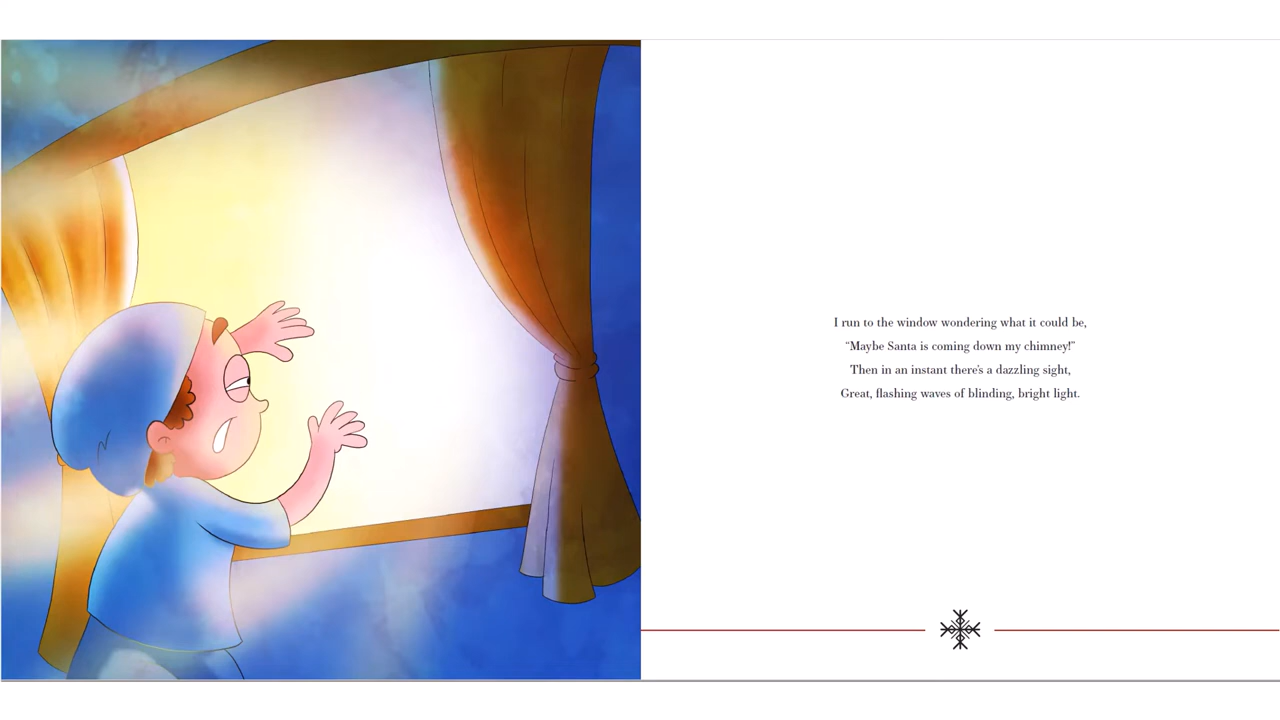 I run to the window wondering what it could be,
“Maybe Santa is coming down my chimney!”
Then in an instant there's a dazzling sight,
Great, flashing waves of blinding, bright light.